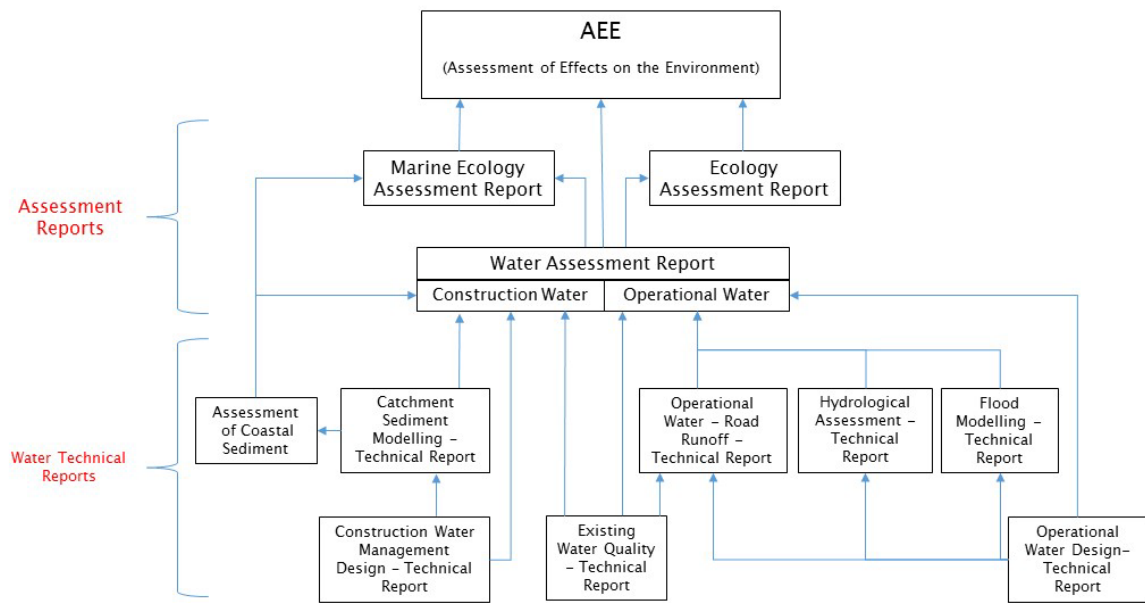 AEE
(Assessment of Effects on the Environment)
Marine Ecology
Assessment Report
Ecology
Assessment Report
Assessment
Reports
Water Assessment Report
Construction Water
Operational Water
Assessment
of Coastal
Sediment
Catchment
Sediment
Modelling –
Technical Report
Operational
Water – Road
Runoff –
Technical Report
Hydrological
Assessment –
Technical
Report
Flood
Modelling –
Technical
Report
Water Technical
Reports
Construction Water
Management
Design – Technical
Report
Existing
Water Quality
– Technical
Report
Operational
Water Design–
Technical
Report